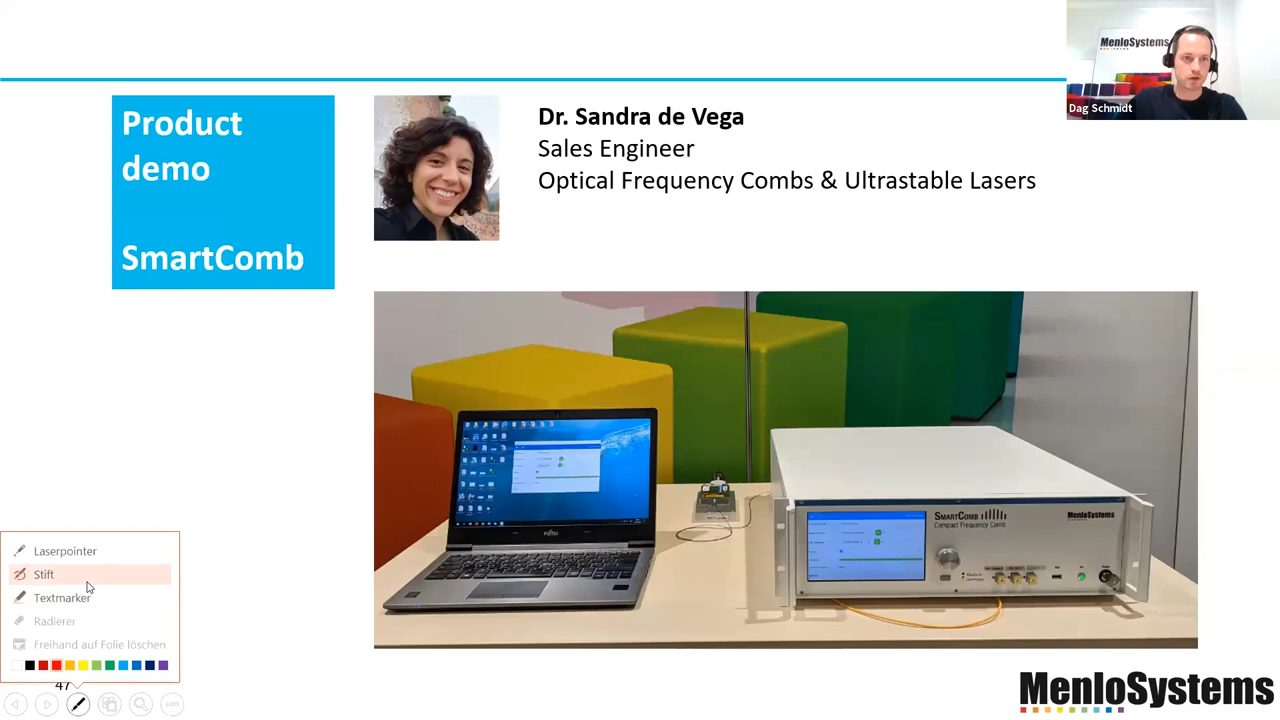 MenloSystems
Dag Schmidt
Product
demo
SmartComb
Dr. Sandra de Vega
Sales Engineer
Optical Frequency Combs & Ultrastable Lasers
SMARTCOMB
Compact Frequency Comb
MenloSystems
FUJITSU
Laserpointer
Stift
Textmarker
Radierer
Freihand auf Folie löschen
47
MenloSystems